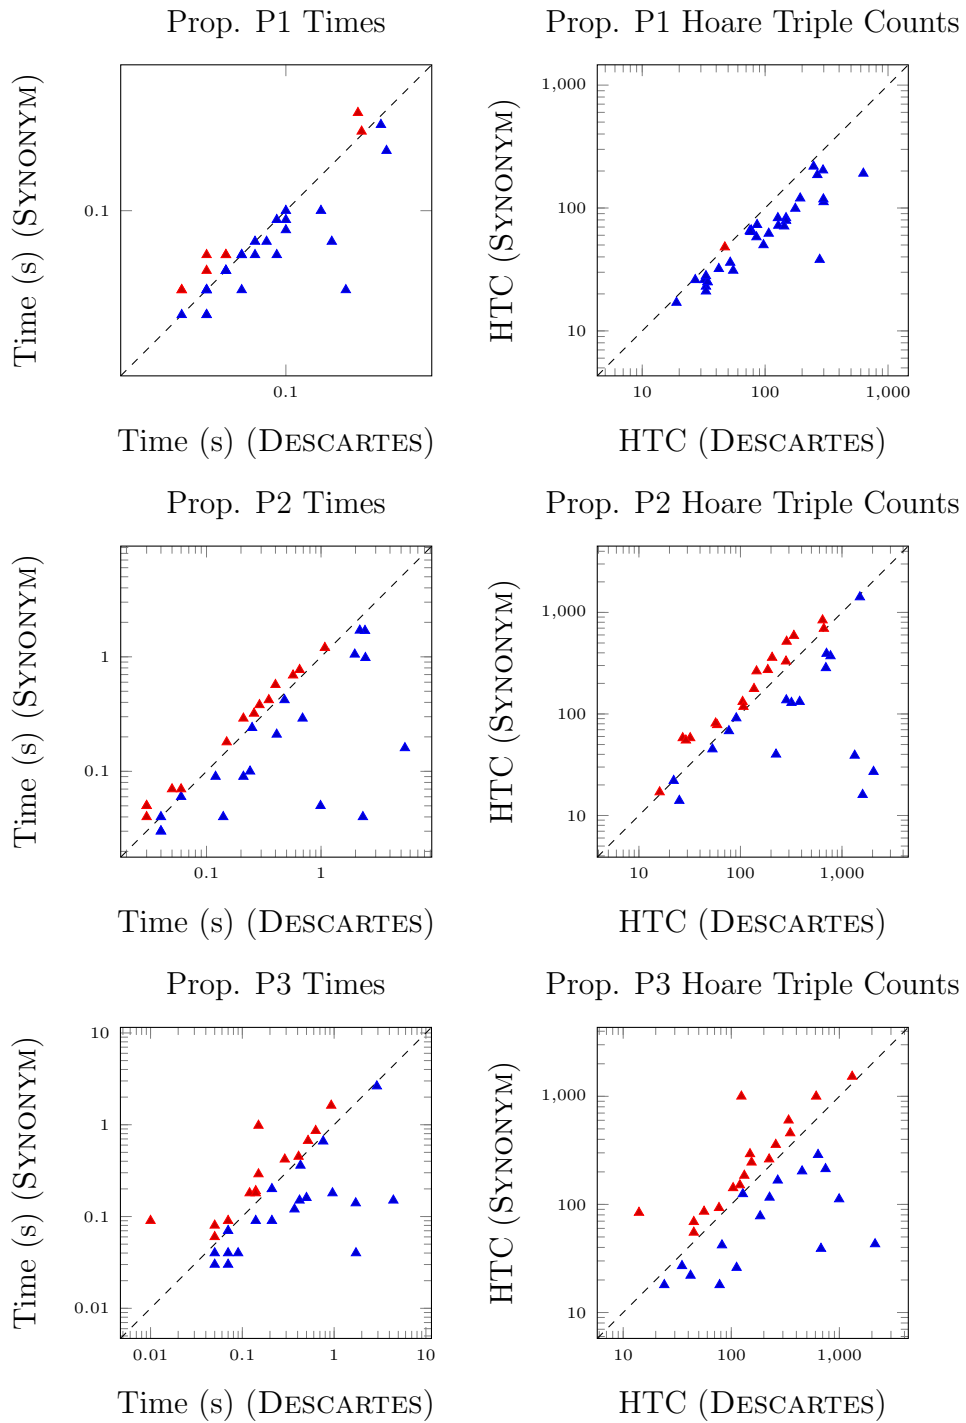 Prop. P1 Times
Time (s) (SYNONYM)
0.1
0.1
Time (s) (DESCARTES)
Prop. P1 Hoare Triple Counts
HTC (SYNONYM)
1,000
100
10
10 100 1,000
HTC (DESCARTES)
Prop. P2 Times
Time (s) (SYNONYM)
1
0.1
0.1 1
Time (s) (DESCARTES)
Prop. P2 Hoare Triple Counts
HTC (SYNONYM)
1,000
100
10
10 100 1,000
HTC (DESCARTES)
Prop. P3 Times
Time (s) (SYNONYM)
10
1
0.1
0.01
0.01 0.1 1 10
Time (s) (DESCARTES)
Prop. P3 Hoare Triple Counts
HTC (SYNONYM)
1,000
100
10
10 100 1,000
HTC (DESCARTES)